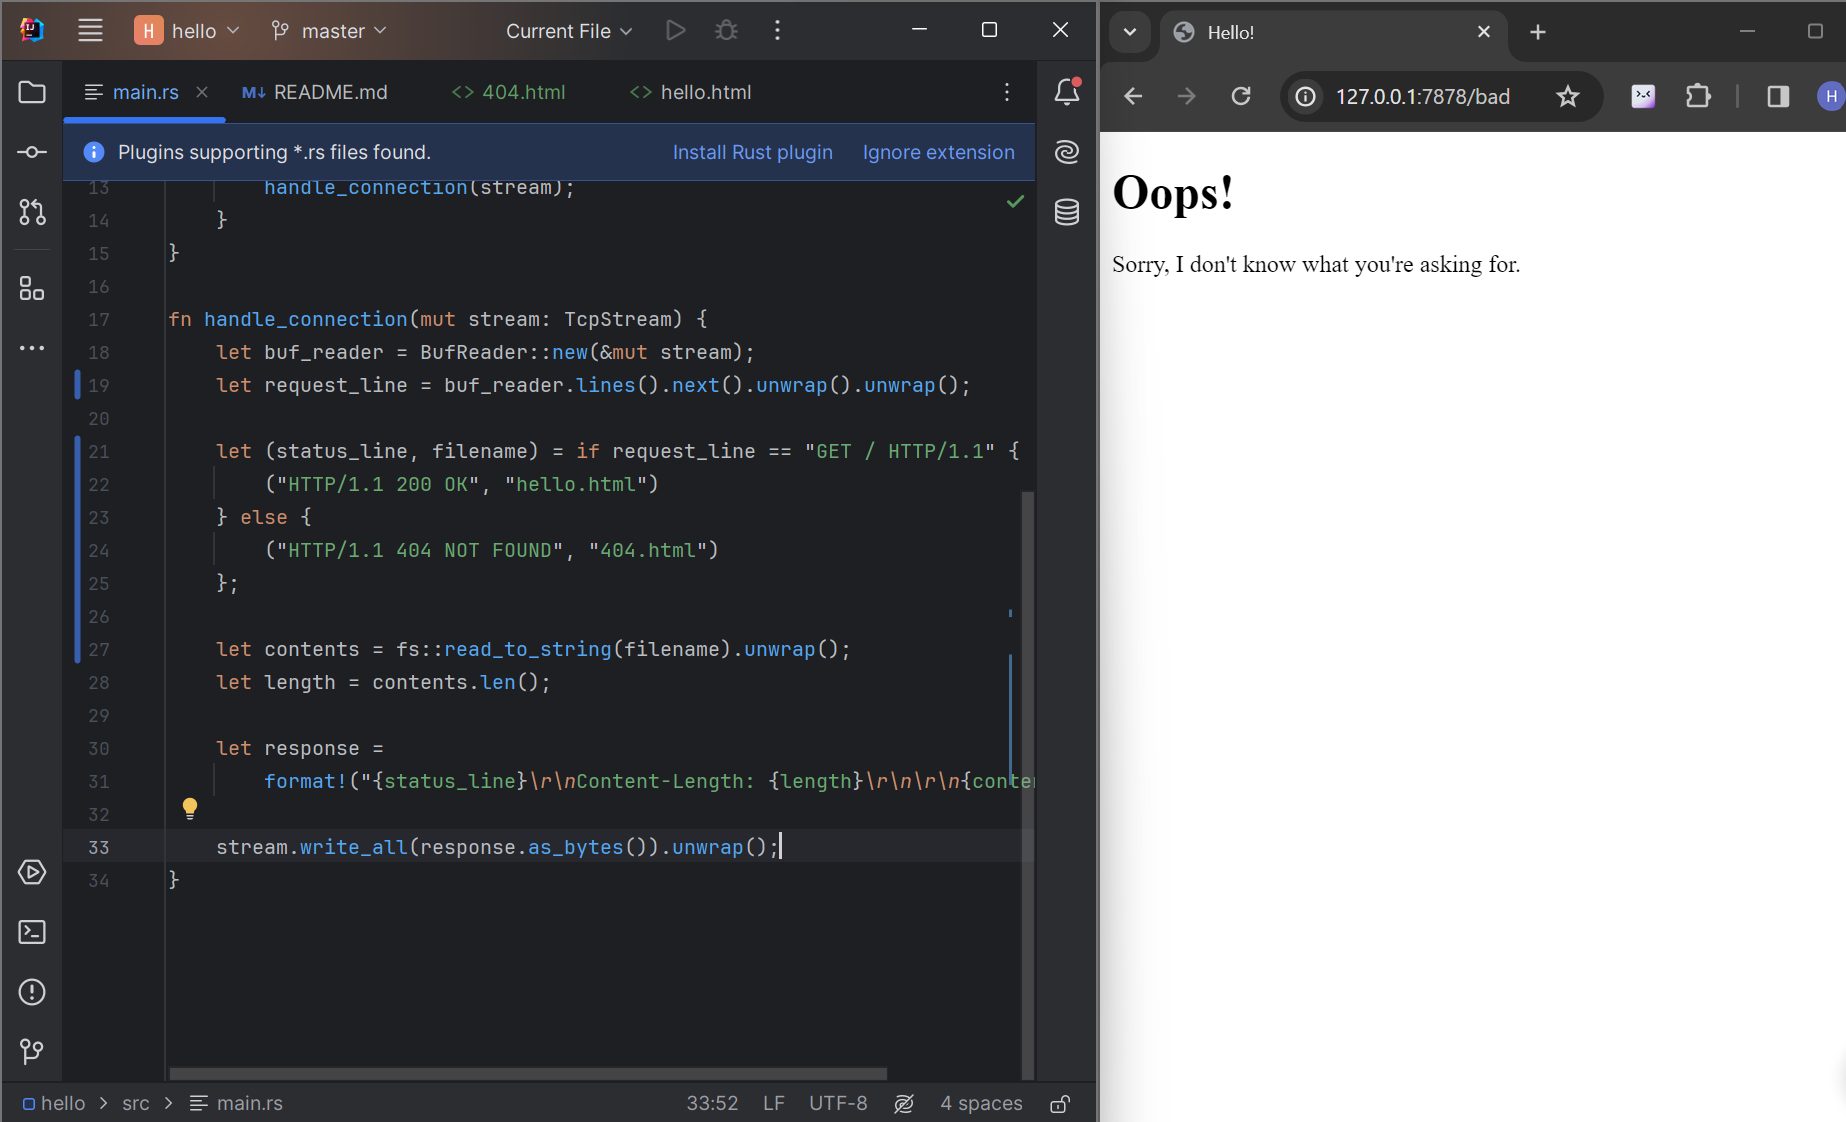 H hello master Current File
main.rs README.md 404.html hello.html
Plugins supporting *.rs files found. Install Rust plugin Ignore extension
13 handle_connection(stream);
14 }
15 }
16
17 fn handle_connection(mut stream: TcpStream) {
18 let buf_reader = BufReader::new(&mut stream);
19 let request_line = buf_reader.lines().next().unwrap().unwrap();
20
21 let (status_line, filename) = if request_line == "GET / HTTP/1.1" {
22 ("HTTP/1.1 200 OK", "hello.html")
23 } else {
24 ("HTTP/1.1 404 NOT FOUND", "404.html")
25 };
26
27 let contents = fs::read_to_string(filename).unwrap();
28 let length = contents.len();
29
30 let response =
31 format!("{status_line}\r\nContent-Length: {length}\r\n\r\n{conte
32
33 stream.write_all(response.as_bytes()).unwrap();
34 }
hello > src > main.rs 33:52 LF UTF-8 4 spaces
Hello!
127.0.0.1:7878/bad H
Oops!
Sorry, I don't know what you're asking for.